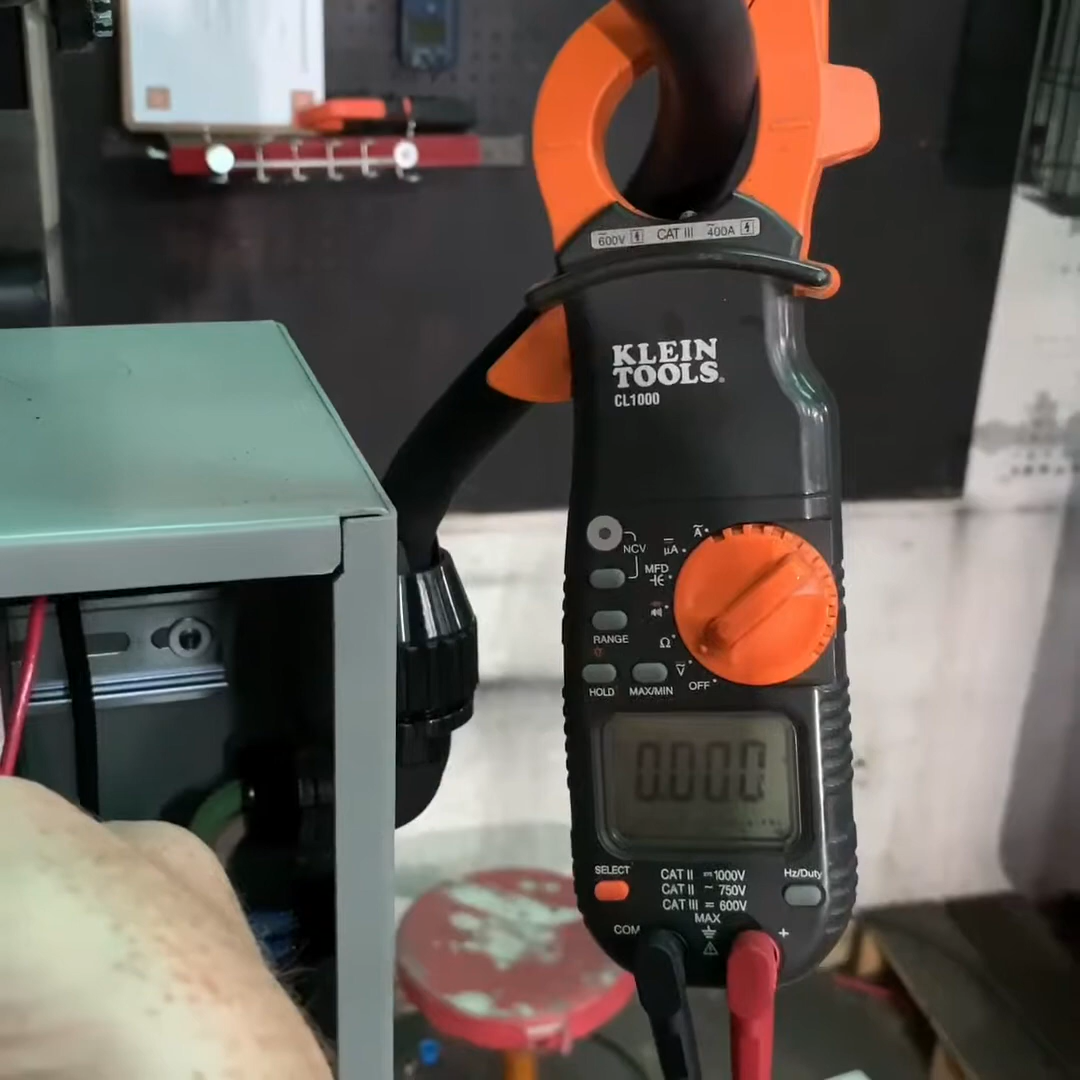 600V CAT III 400A
KLEIN
TOOLS®
CL1000
A
NCV
µA
MFD
RANGE
Ω
V
HOLD
MAX/MIN
OFF
0.000
SELECT
CAT II ⎓1000V
CAT II ~ 750V
CAT III ≂ 600V
MAX
Hz/Duty
COM
+